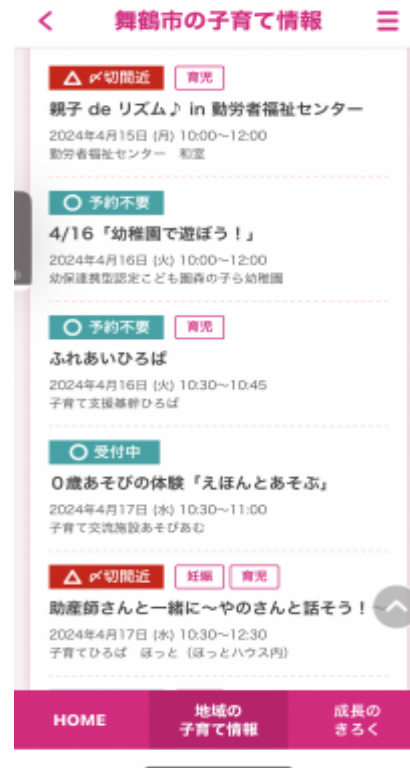 舞鶴市の子育て情報
〆切間近 育児
親子 de リズム♪ in 勤労者福祉センター
2024年4月15日 (月) 10:00〜12:00
勤労者福祉センター 和室
予約不要
4/16「幼稚園で遊ぼう！」
2024年4月16日 (火) 10:00〜12:00
幼保連携型認定こども園森の子ら幼稚園
予約不要 育児
ふれあいひろば
2024年4月16日 (火) 10:30〜10:45
子育て支援基幹ひろば
受付中
0歳あそびの体験「えほんとあそぶ」
2024年4月17日 (水) 10:30〜11:00
子育て交流施設あそびあむ
〆切間近 妊娠 育児
助産師さんと一緒に〜やのさんと話そう！〜
2024年4月17日 (水) 10:30〜12:30
子育てひろば ほっと（ほっとハウス内）
HOME
地域の
子育て情報
成長の
きろく